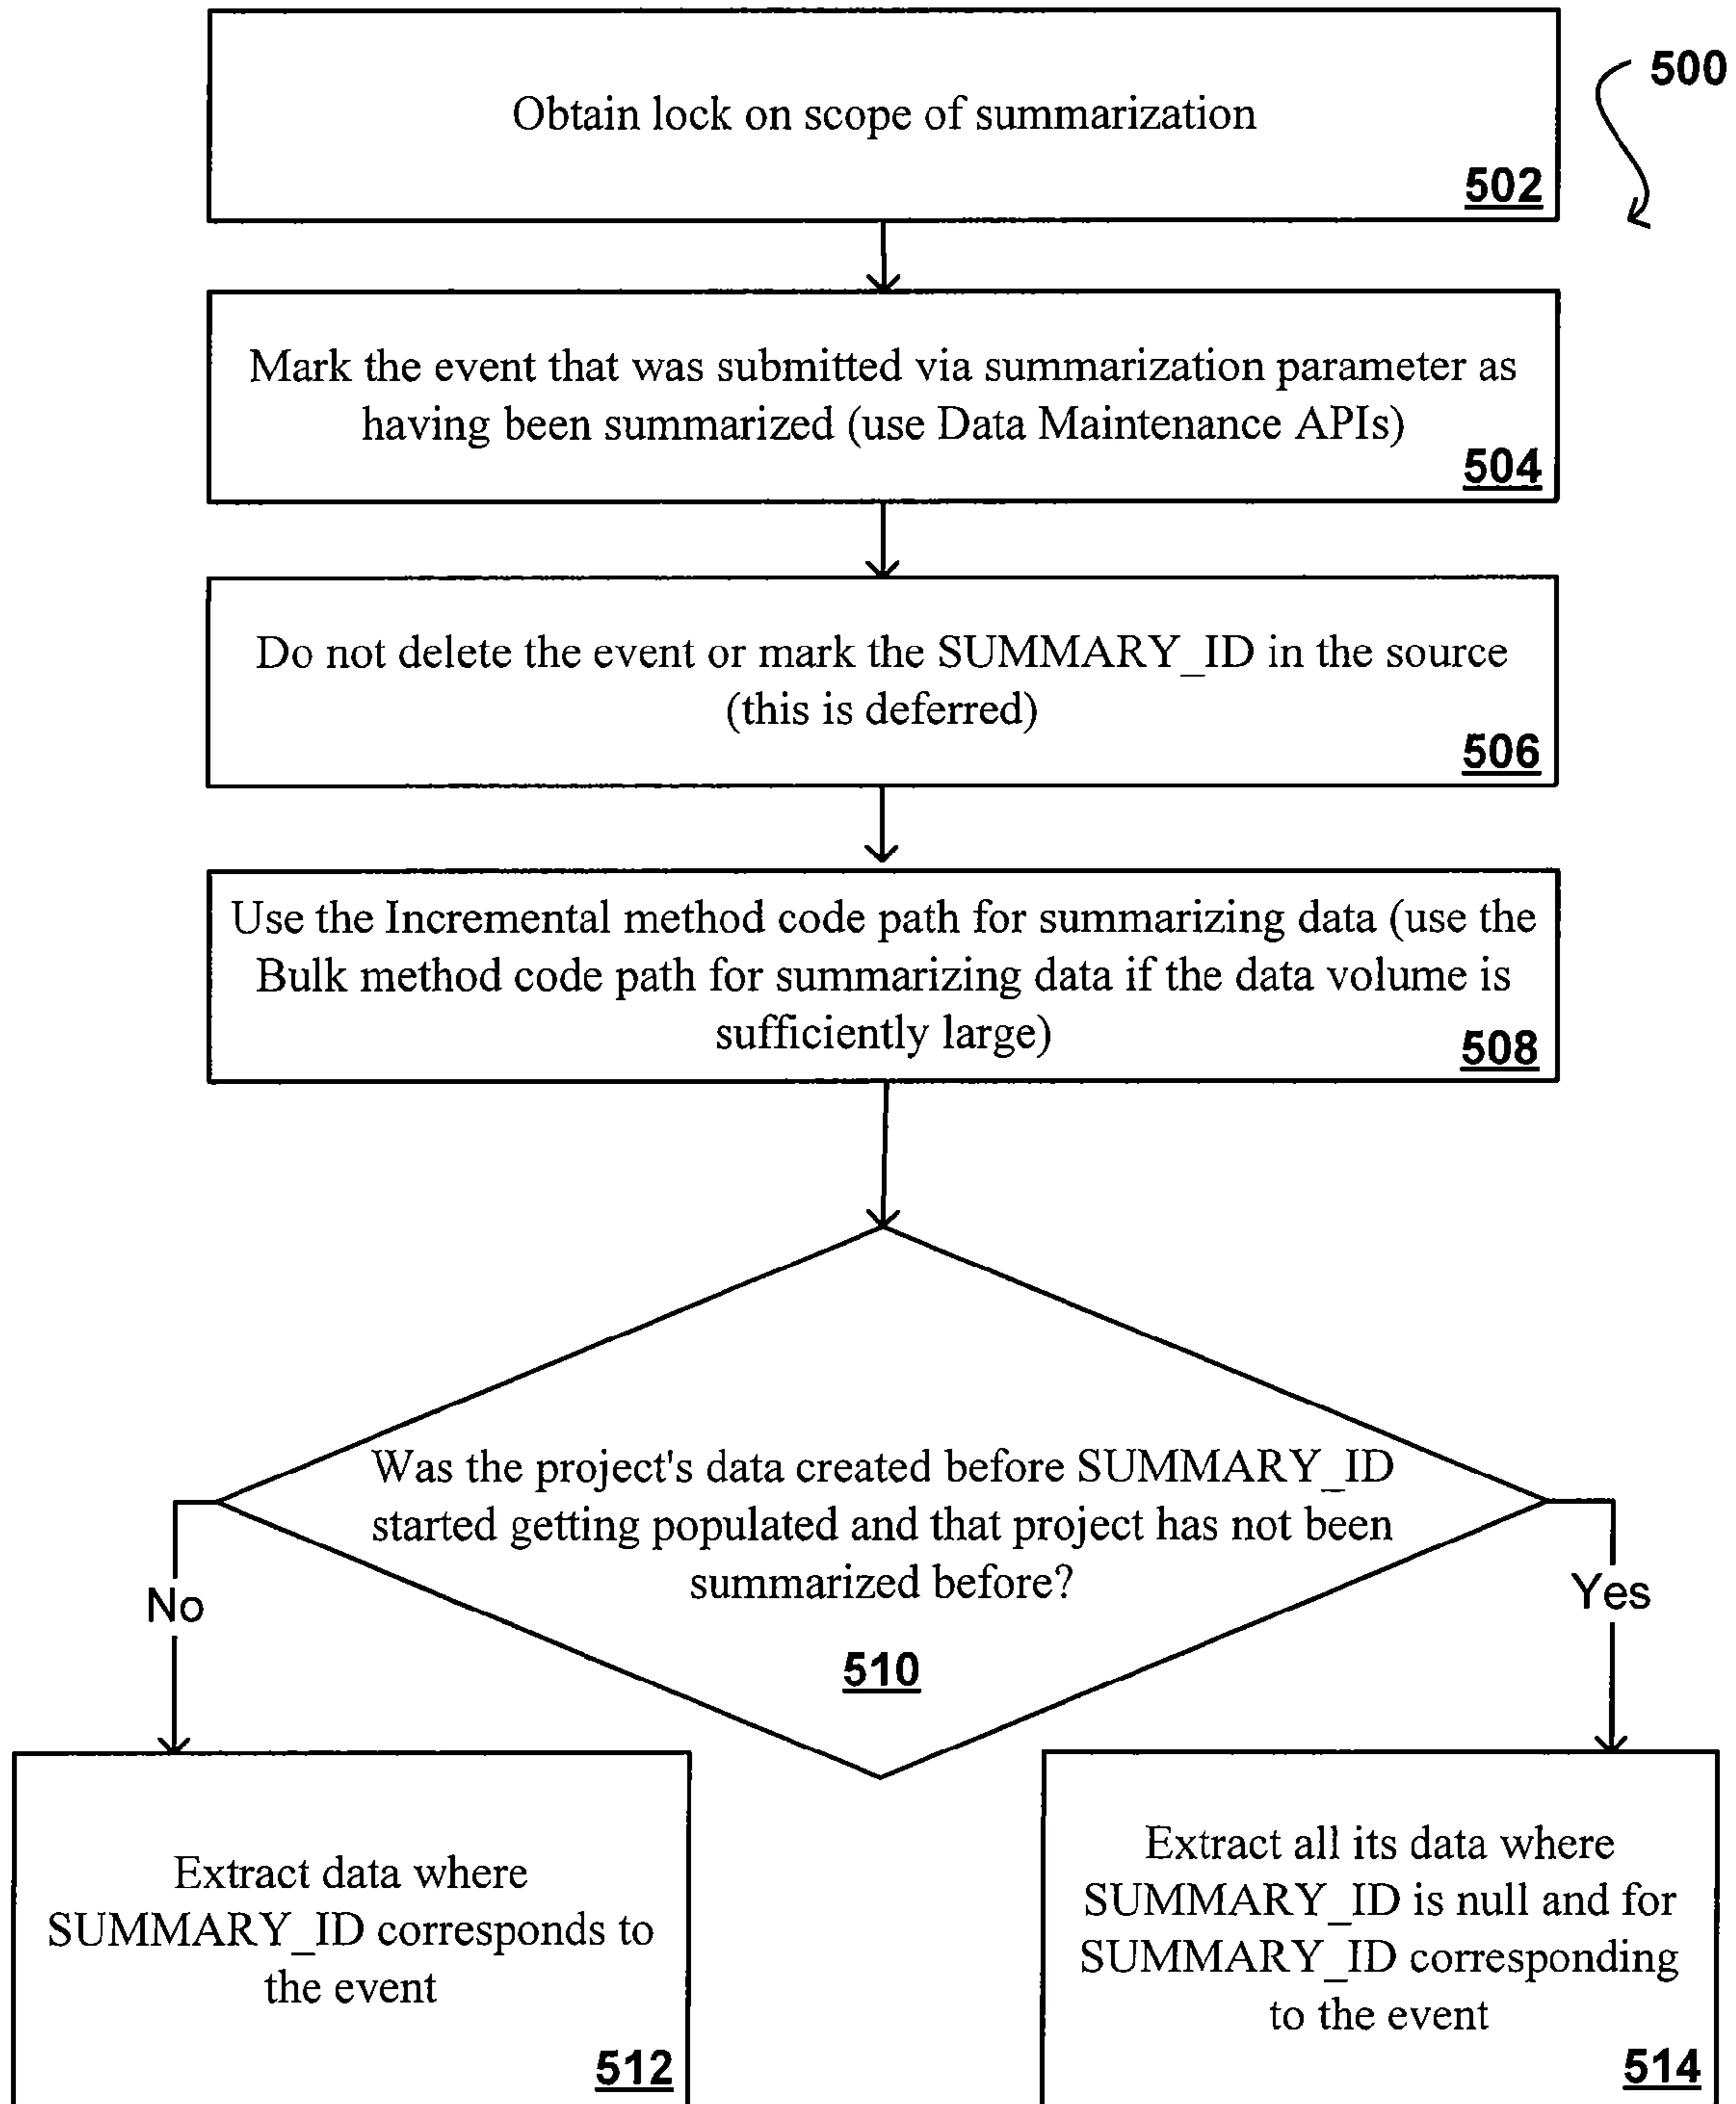 Obtain lock on scope of summarization
502
500
Mark the event that was submitted via summarization parameter as
having been summarized (use Data Maintenance APIs)
504
Do not delete the event or mark the SUMMARY_ID in the source
(this is deferred)
506
Use the Incremental method code path for summarizing data (use the
Bulk method code path for summarizing data if the data volume is
sufficiently large)
508
Was the project's data created before SUMMARY_ID
started getting populated and that project has not been
summarized before?
510
No
Yes
Extract data where
SUMMARY_ID corresponds to
the event
512
Extract all its data where
SUMMARY_ID is null and for
SUMMARY_ID corresponding
to the event
514